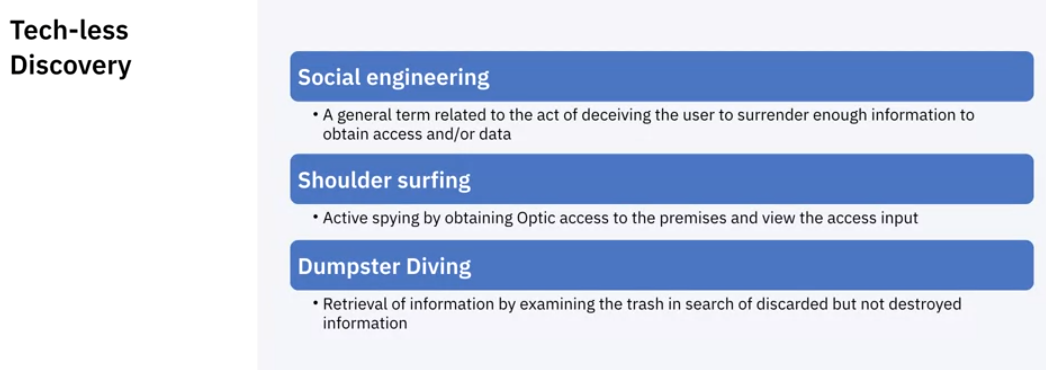 Tech-less
Discovery
Social engineering
• A general term related to the act of deceiving the user to surrender enough information to
obtain access and/or data
Shoulder surfing
• Active spying by obtaining Optic access to the premises and view the access input
Dumpster Diving
• Retrieval of information by examining the trash in search of discarded but not destroyed
information